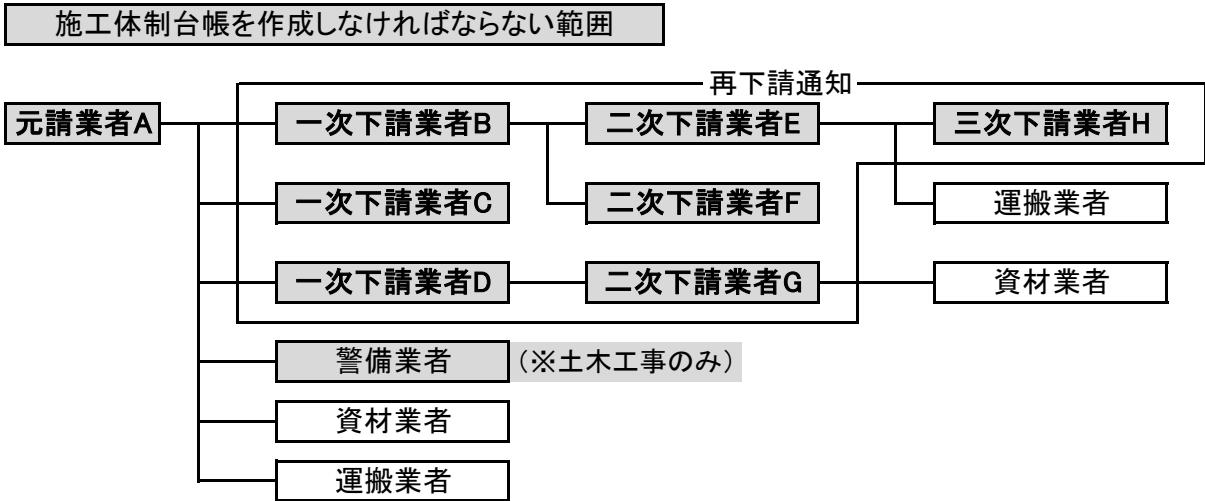 施工体制台帳を作成しなければならない範囲
再下請通知
元請業者A
一次下請業者B
二次下請業者E
三次下請業者H
一次下請業者C
二次下請業者F
運搬業者
一次下請業者D
二次下請業者G
資材業者
警備業者
（※土木工事のみ）
資材業者
運搬業者